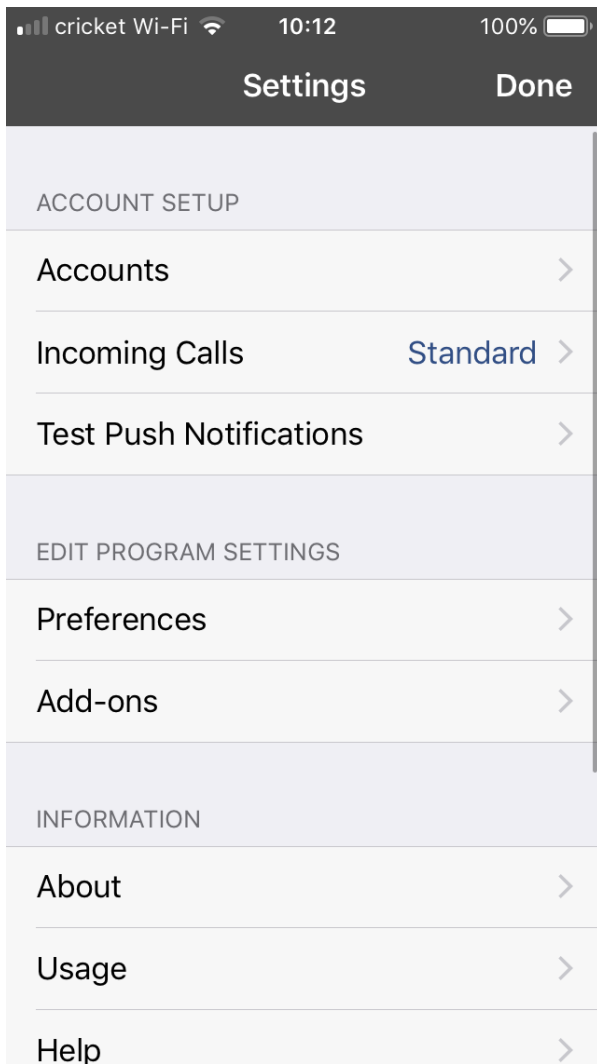 cricket Wi-Fi 10:12 100%
Settings Done
ACCOUNT SETUP
Accounts
Incoming Calls Standard
Test Push Notifications
EDIT PROGRAM SETTINGS
Preferences
Add-ons
INFORMATION
About
Usage
Help